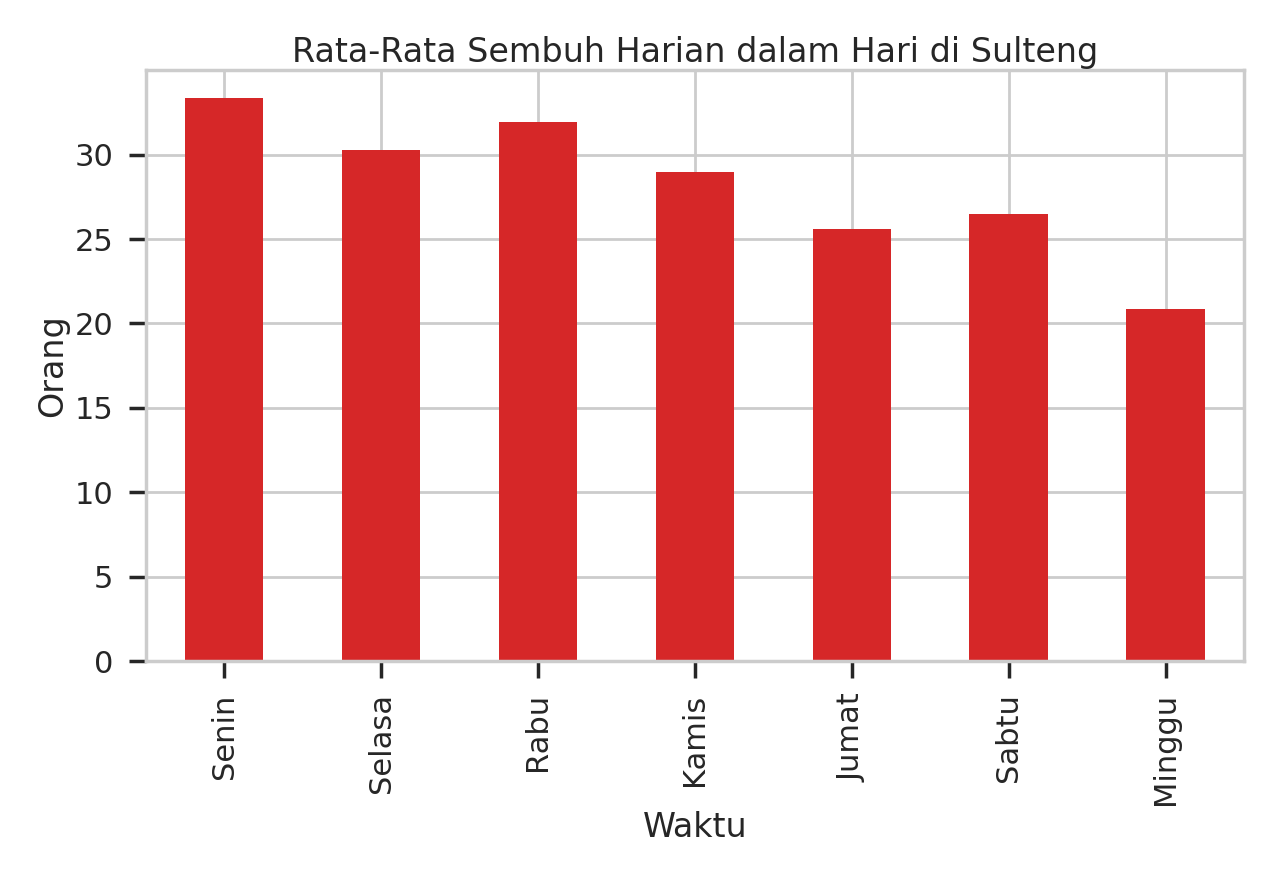 Rata-Rata Sembuh Harian dalam Hari di Sulteng
Orang
30
25
20
15
10
5
0
Senin
Selasa
Rabu
Kamis
Jumat
Sabtu
Minggu
Waktu